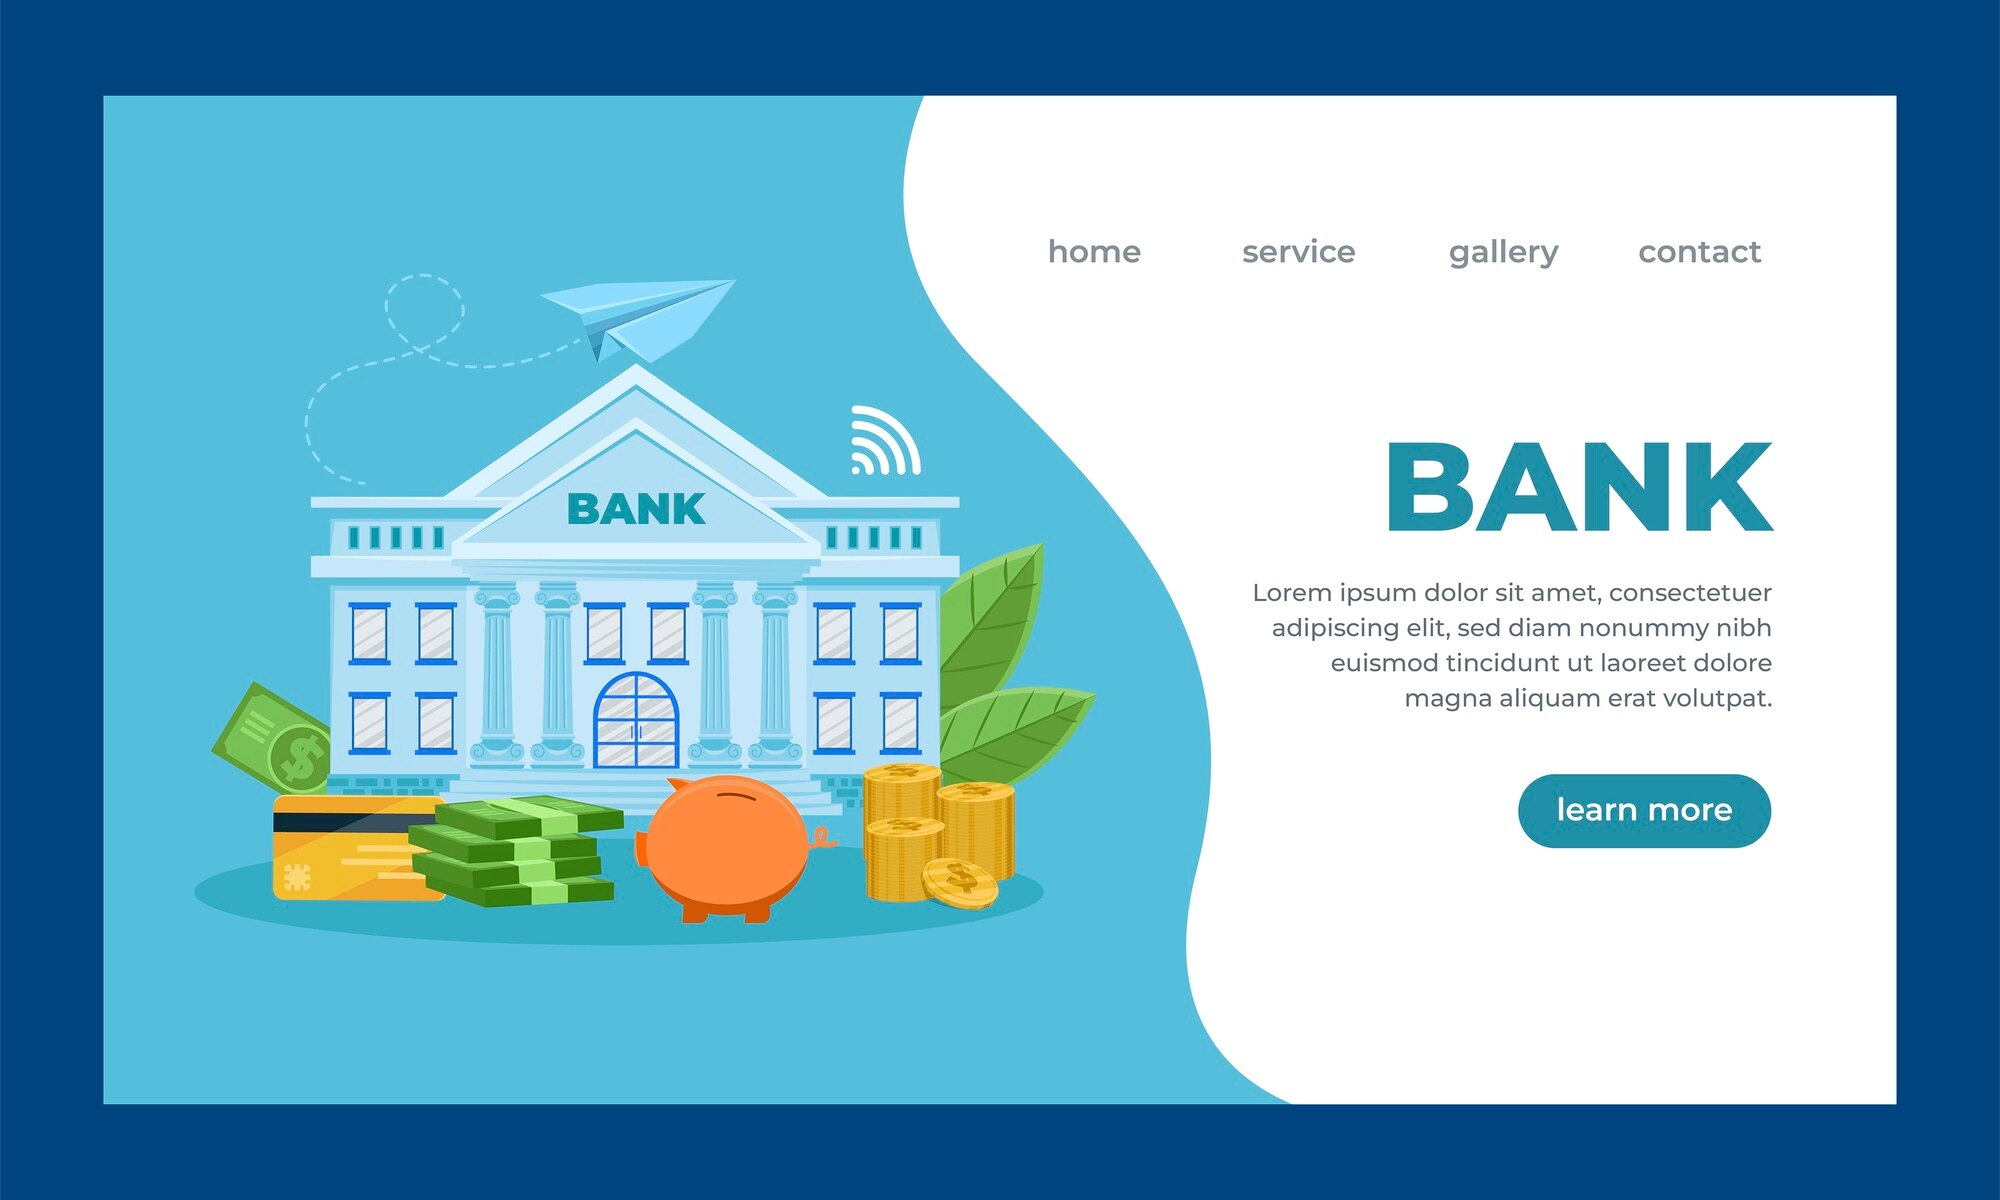 home service gallery contact
BANK
BANK
Lorem ipsum dolor sit amet, consectetuer
adipiscing elit, sed diam nonummy nibh
euismod tincidunt ut laoreet dolore
magna aliquam erat volutpat.
learn more